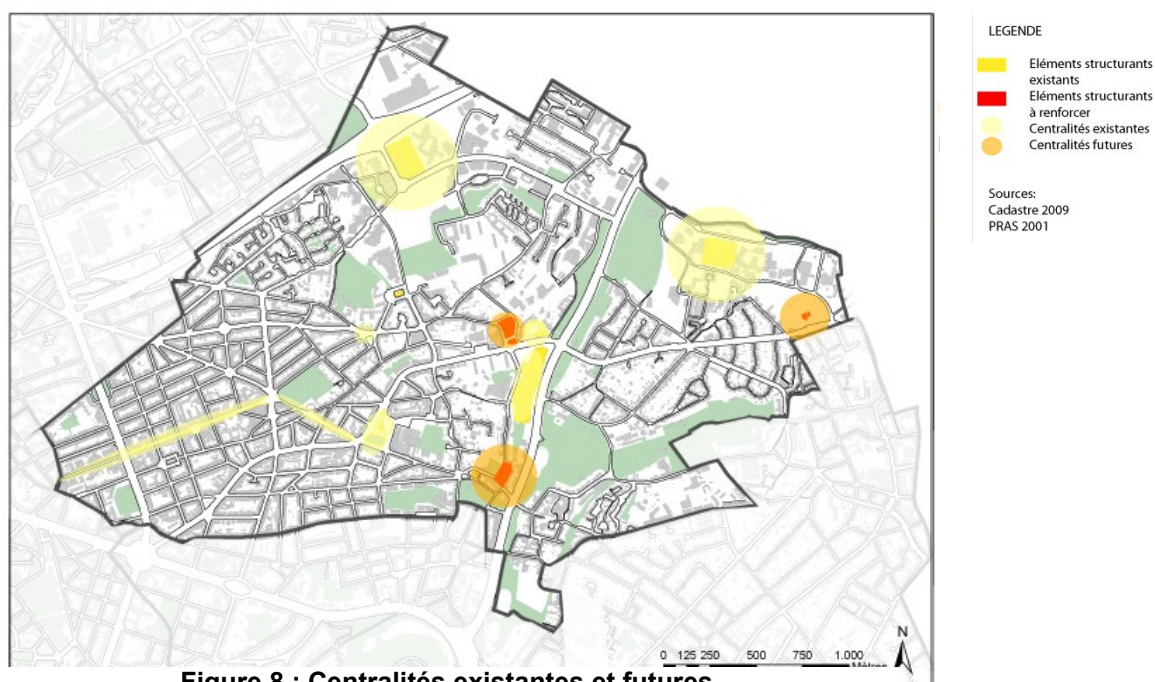 LEGENDE
Eléments structurants
existants
Eléments structurants
à renforcer
Centralités existantes
Centralités futures
Sources:
Cadastre 2009
PRAS 2001
N
0 125 250 500 750 1.000
Mètres
Figure 8 : Centralités existantes et futures